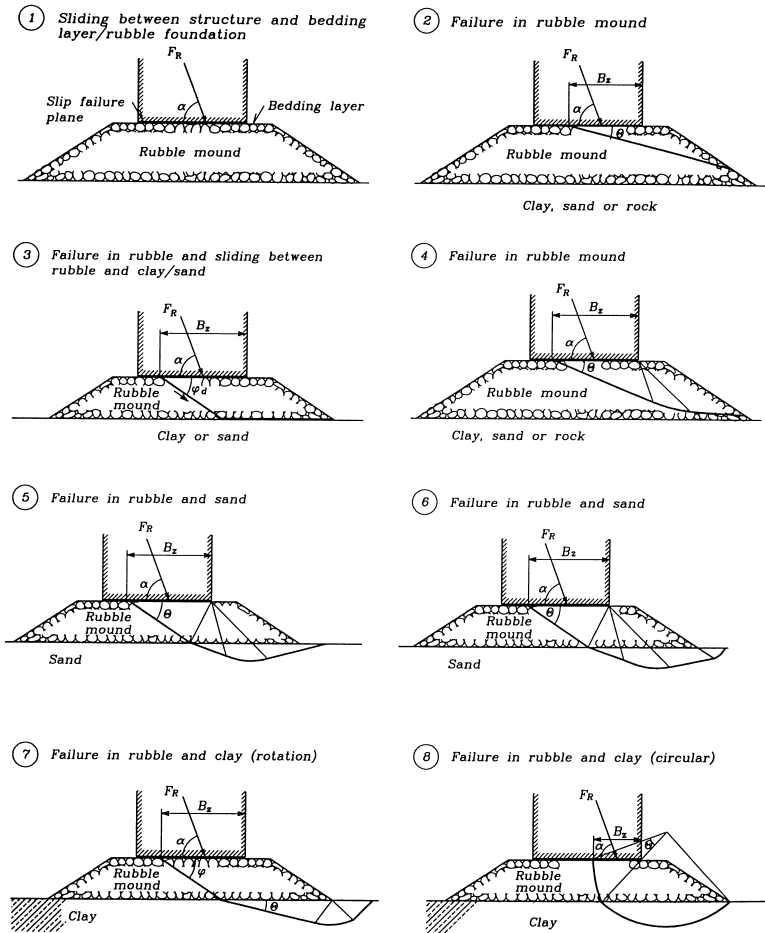 1 Sliding between structure and bedding
layer/rubble foundation
F_R
α
Slip failure
plane
Bedding layer
Rubble mound
2 Failure in rubble mound
F_R
B_z
α
θ
Rubble mound
Clay, sand or rock
3 Failure in rubble and sliding between
rubble and clay/sand
F_R
B_z
α
φ_d
Rubble
mound
Clay or sand
4 Failure in rubble mound
F_R
B_z
α
θ
Rubble mound
Clay, sand or rock
5 Failure in rubble and sand
F_R
B_z
α
θ
Rubble
mound
Sand
6 Failure in rubble and sand
F_R
B_z
α
θ
Rubble
mound
Sand
7 Failure in rubble and clay (rotation)
F_R
B_z
α
φ
Rubble
mound
θ
Clay
8 Failure in rubble and clay (circular)
F_R
B_z
α
θ
Rubble
mound
Clay